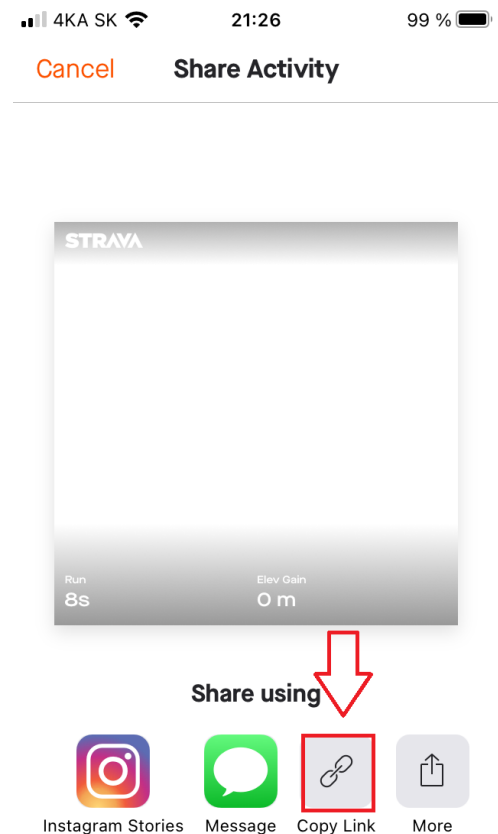 4KA SK 21:26 99 %
Cancel Share Activity
STRAVA
Run Elev Gain
8s 0 m
Share using
Instagram Stories Message Copy Link More